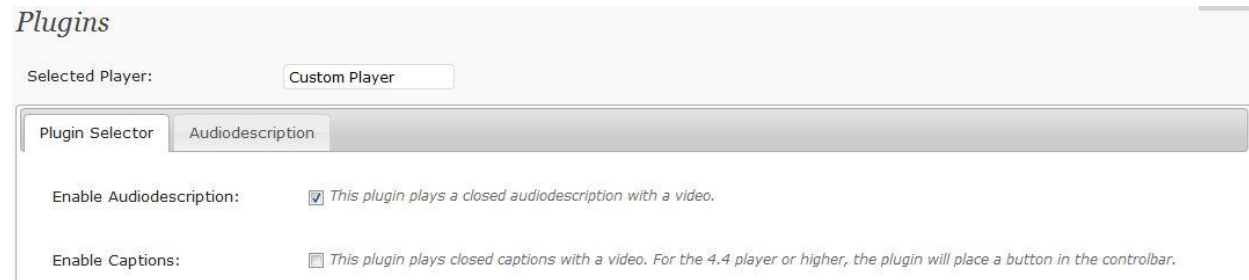 Plugins
Selected Player: Custom Player
Plugin Selector Audiodescription
Enable Audiodescription: This plugin plays a closed audiodescription with a video.
Enable Captions: This plugin plays closed captions with a video. For the 4.4 player or higher, the plugin will place a button in the controlbar.